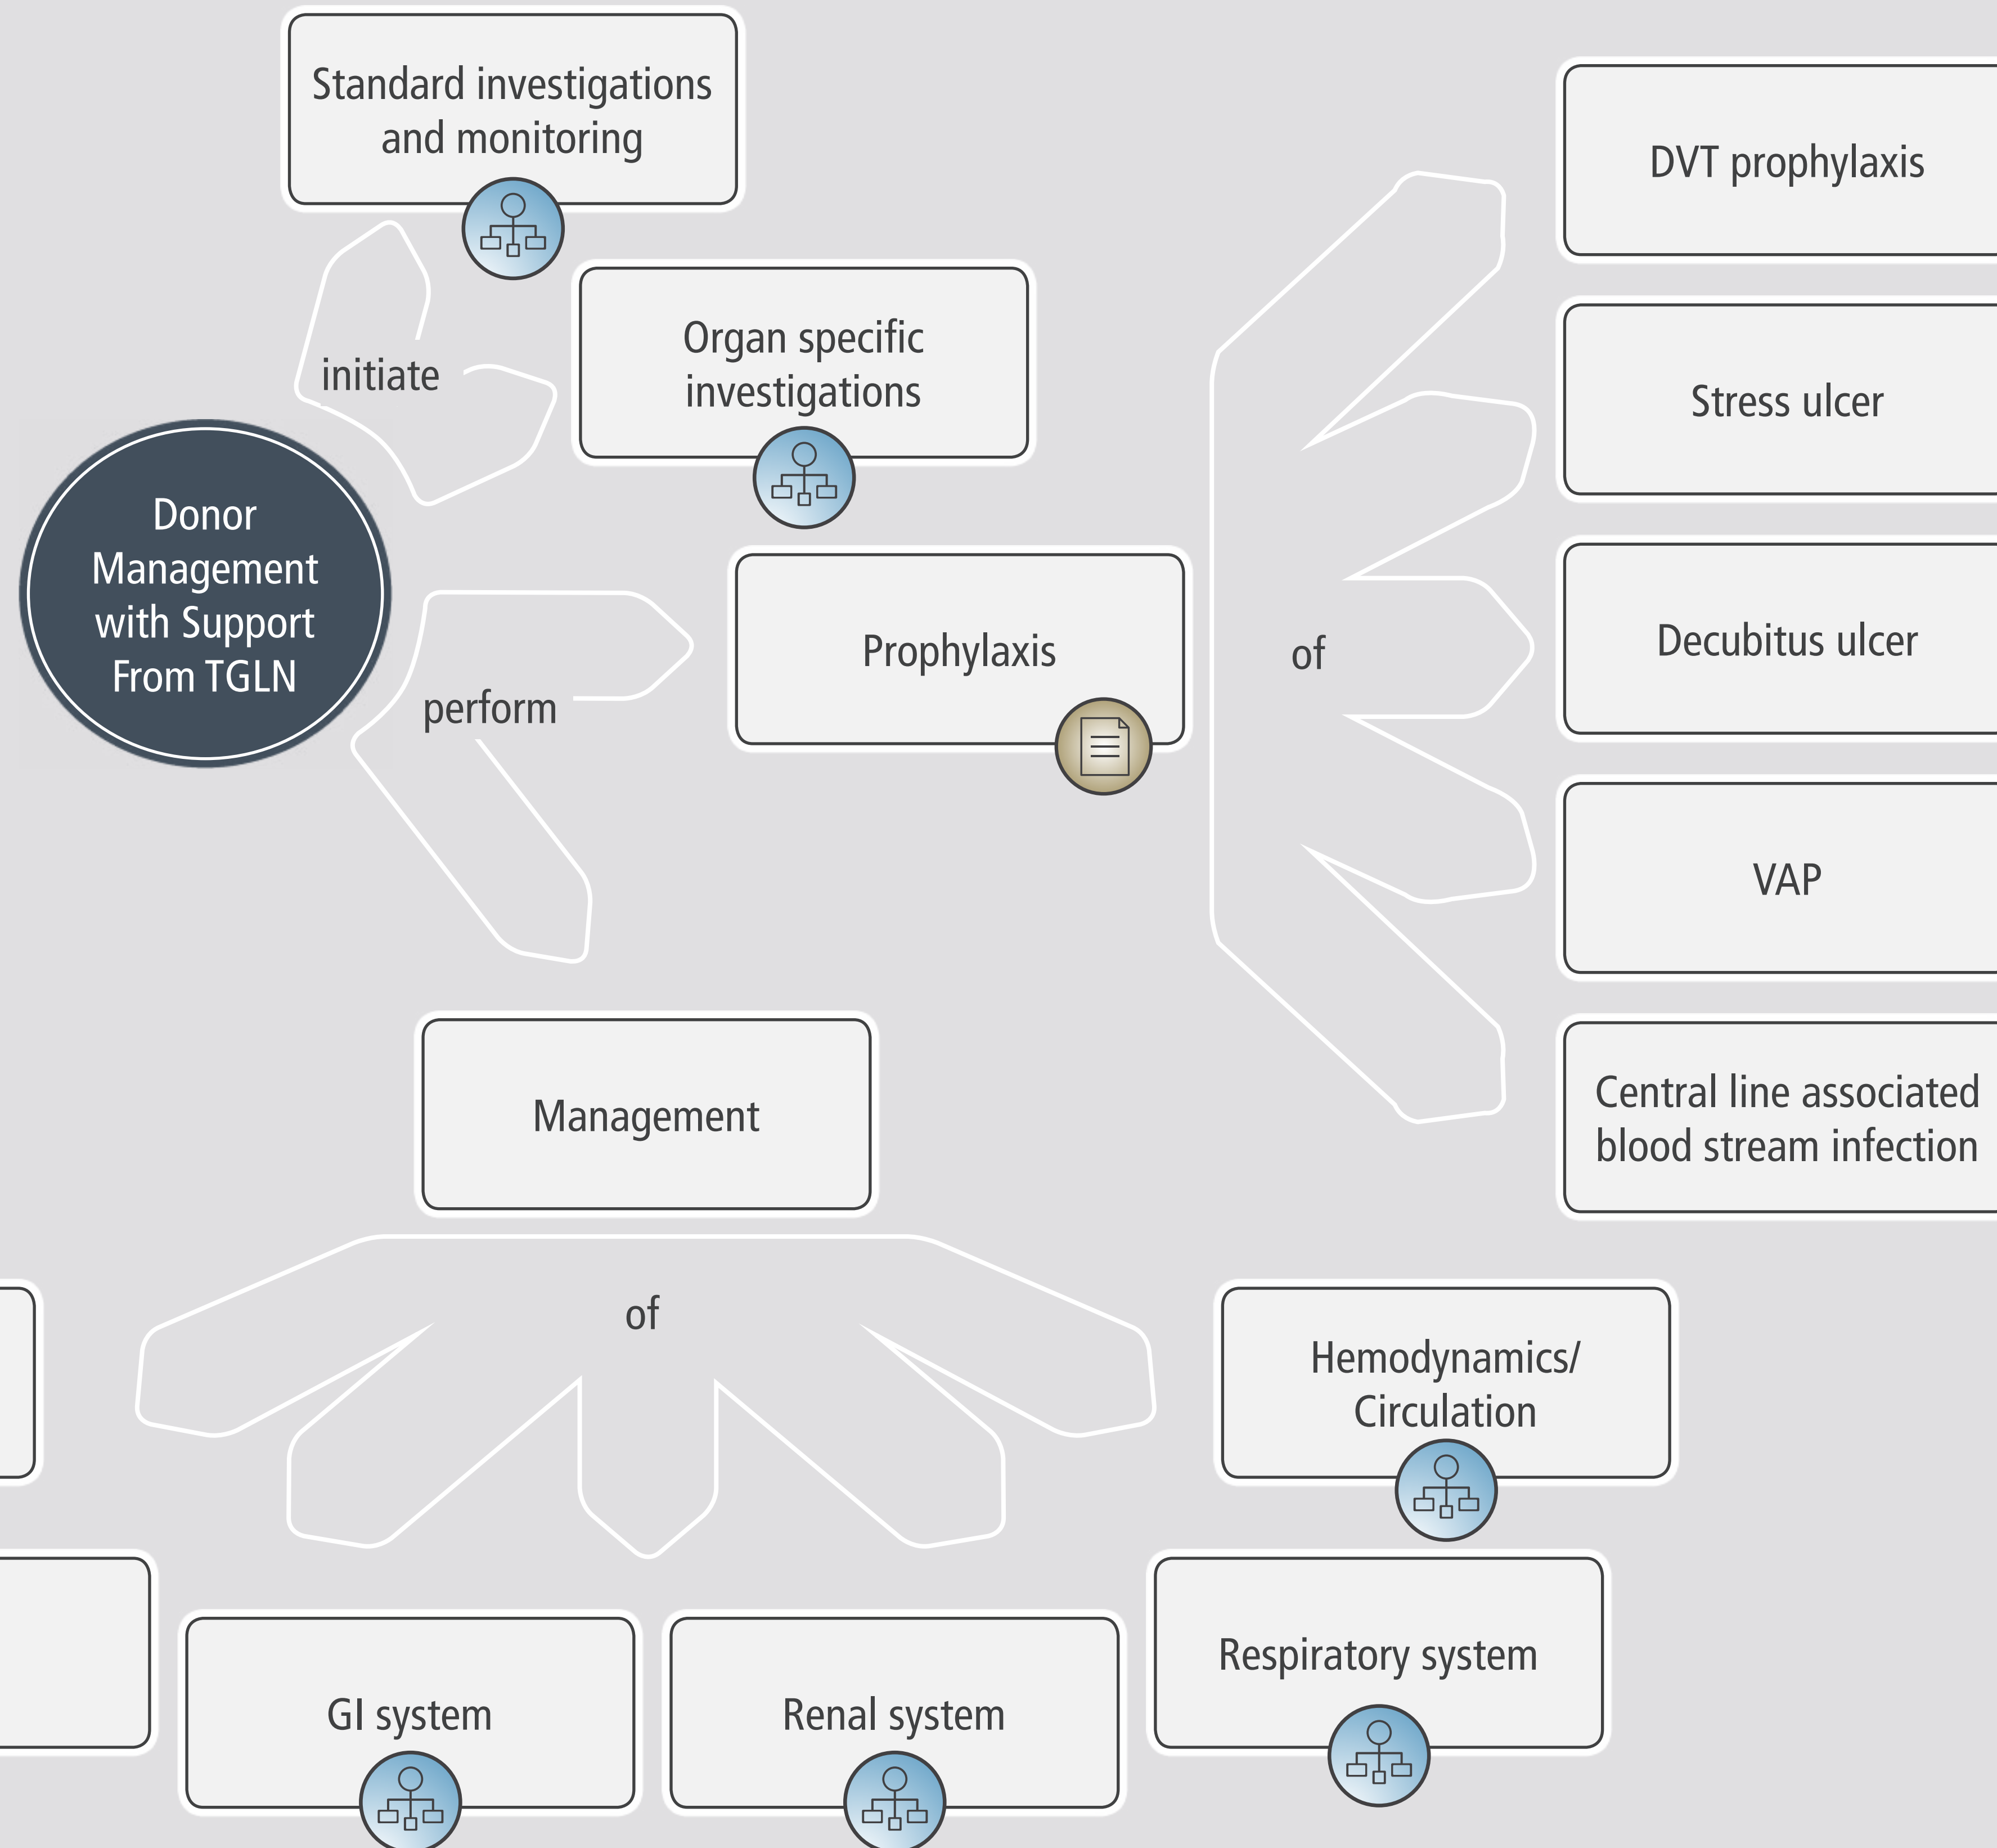 Standard investigations
and monitoring
initiate
Organ specific
investigations
Donor
Management
with Support
From TGLN
perform
Prophylaxis
of
DVT prophylaxis
Stress ulcer
Decubitus ulcer
VAP
Central line associated
blood stream infection
Management
of
Hemodynamics/
Circulation
Respiratory system
Renal system
GI system